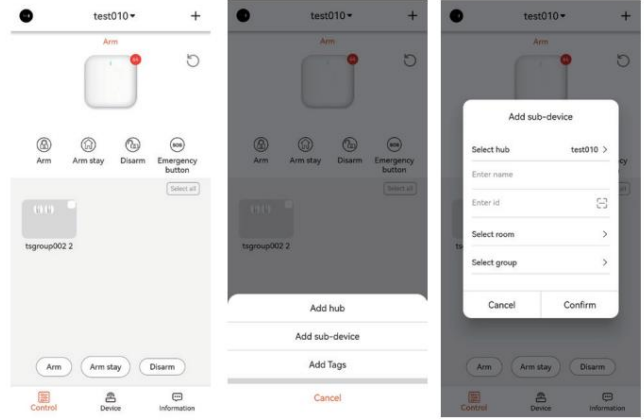 test010 +
Arm
Arm
Arm stay
Disarm
SOS
Emergency
button
Select all
tsgroup002 2
Arm
Arm stay
Disarm
Control
Device
Information
test010 +
Arm
Arm
Arm stay
Disarm
SOS
Emergency
button
Select all
tsgroup002 2
Add hub
Add sub-device
Add Tags
Cancel
test010 +
Arm
Add sub-device
Select hub test010 >
Enter name
Enter id
Select room >
Select group >
Cancel
Confirm
Arm
Arm stay
Disarm
Control
Device
Information